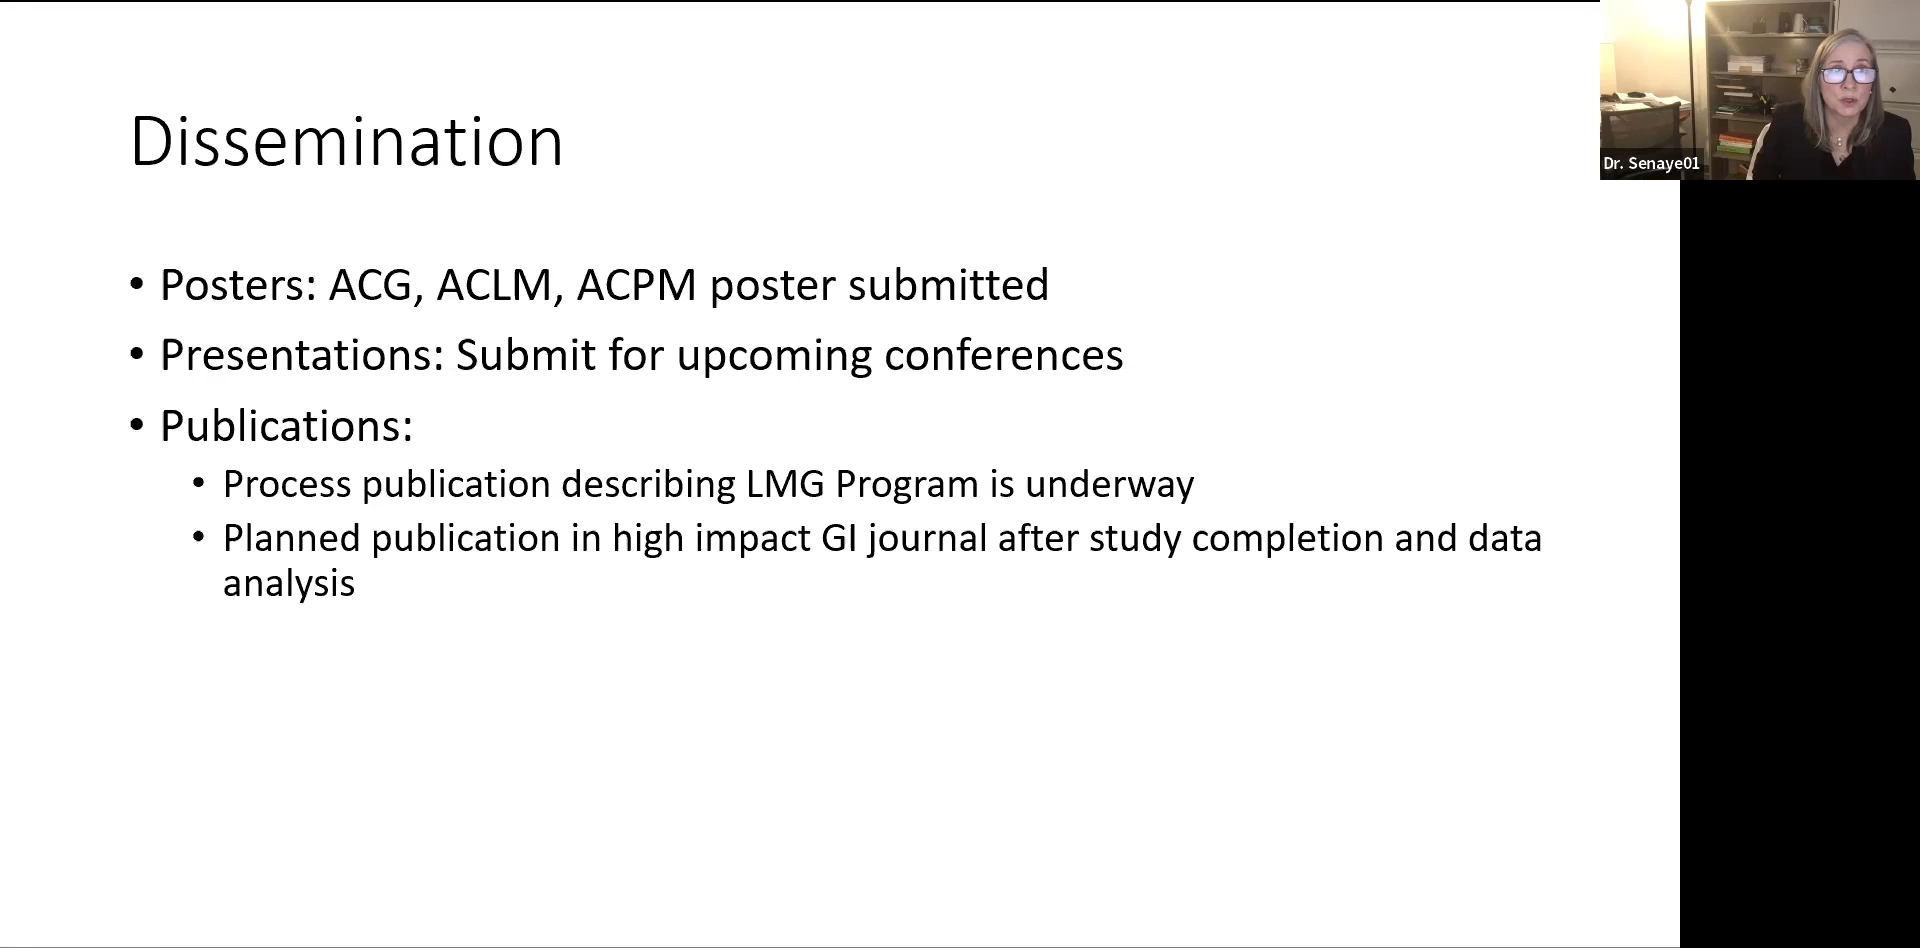 Dissemination
• Posters: ACG, ACLM, ACPM poster submitted
• Presentations: Submit for upcoming conferences
• Publications:
• Process publication describing LMG Program is underway
• Planned publication in high impact GI journal after study completion and data
analysis
Dr. Senaye01